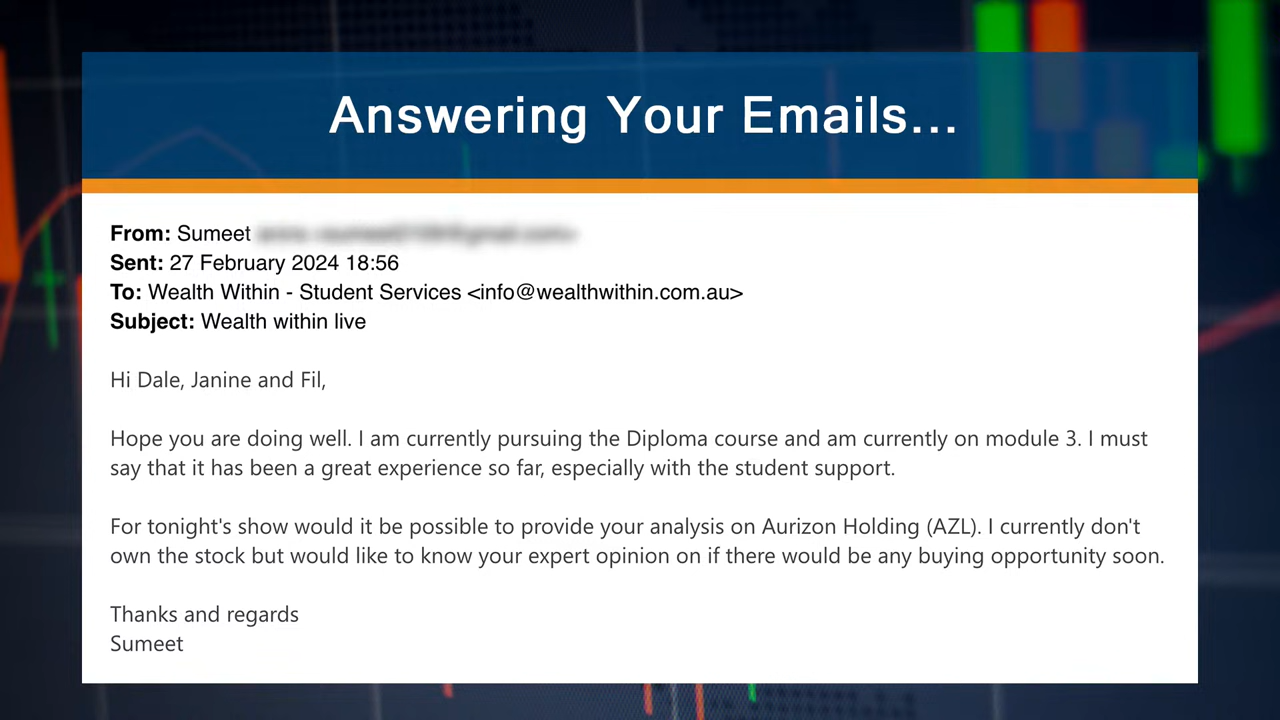 Answering Your Emails...
From: Sumeet
Sent: 27 February 2024 18:56
To: Wealth Within - Student Services <info@wealthwithin.com.au>
Subject: Wealth within live
Hi Dale, Janine and Fil,
Hope you are doing well. I am currently pursuing the Diploma course and am currently on module 3. I must
say that it has been a great experience so far, especially with the student support.
For tonight's show would it be possible to provide your analysis on Aurizon Holding (AZL). I currently don't
own the stock but would like to know your expert opinion on if there would be any buying opportunity soon.
Thanks and regards
Sumeet